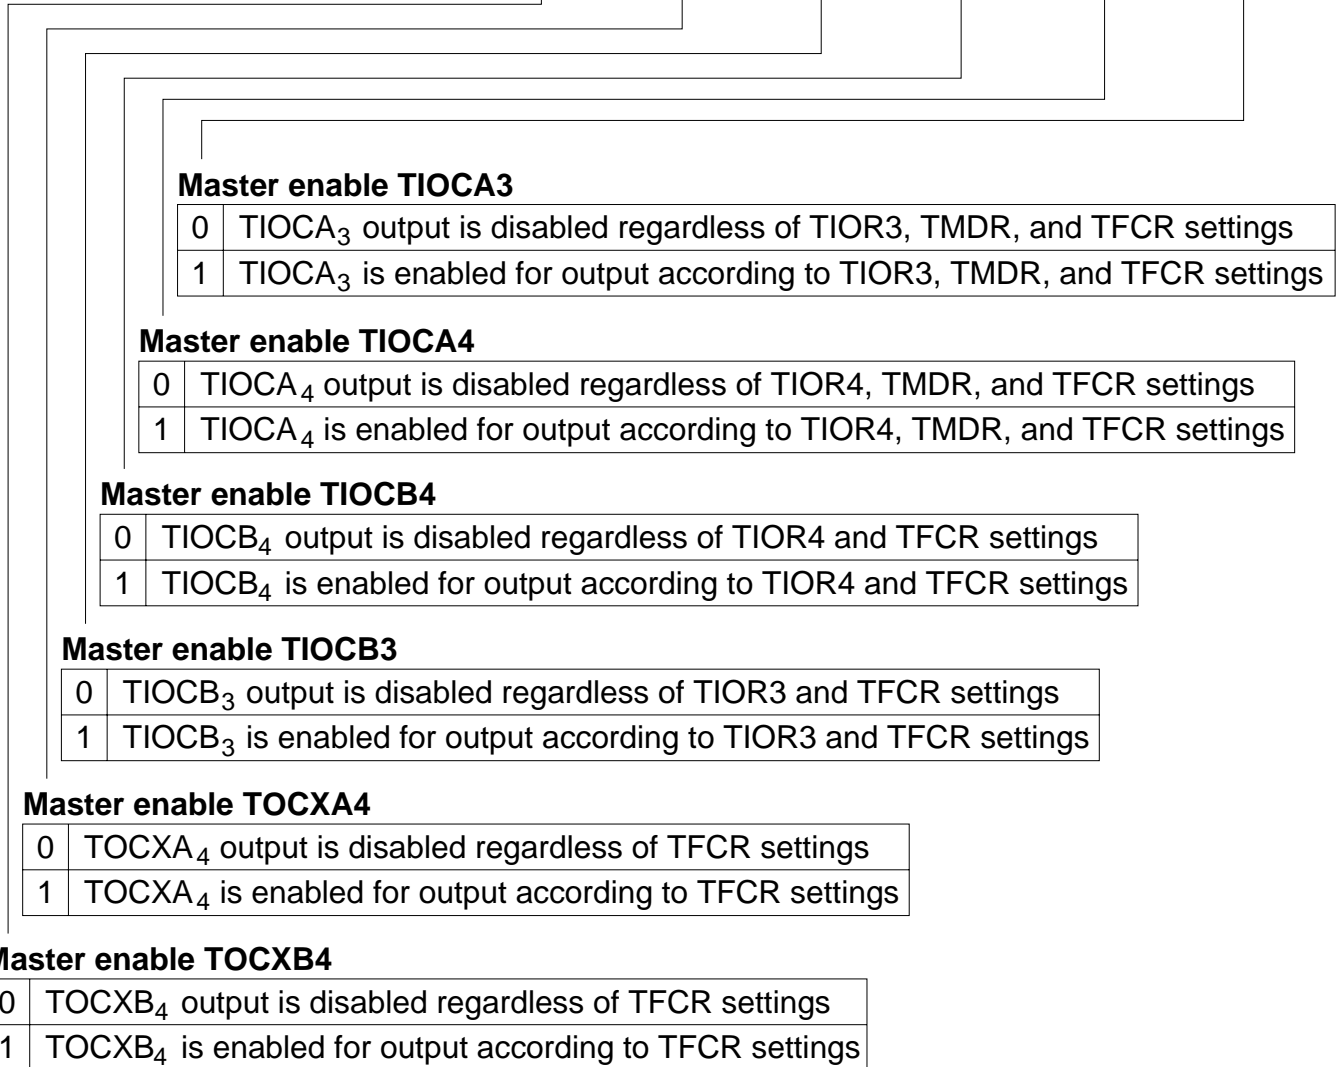 Master enable TIOCA3
0 TIOCA3 output is disabled regardless of TIOR3, TMDR, and TFCR settings
1 TIOCA3 is enabled for output according to TIOR3, TMDR, and TFCR settings
Master enable TIOCA4
0 TIOCA4 output is disabled regardless of TIOR4, TMDR, and TFCR settings
1 TIOCA4 is enabled for output according to TIOR4, TMDR, and TFCR settings
Master enable TIOCB4
0 TIOCB4 output is disabled regardless of TIOR4 and TFCR settings
1 TIOCB4 is enabled for output according to TIOR4 and TFCR settings
Master enable TIOCB3
0 TIOCB3 output is disabled regardless of TIOR3 and TFCR settings
1 TIOCB3 is enabled for output according to TIOR3 and TFCR settings
Master enable TOCXA4
0 TOCXA4 output is disabled regardless of TFCR settings
1 TOCXA4 is enabled for output according to TFCR settings
Master enable TOCXB4
0 TOCXB4 output is disabled regardless of TFCR settings
1 TOCXB4 is enabled for output according to TFCR settings